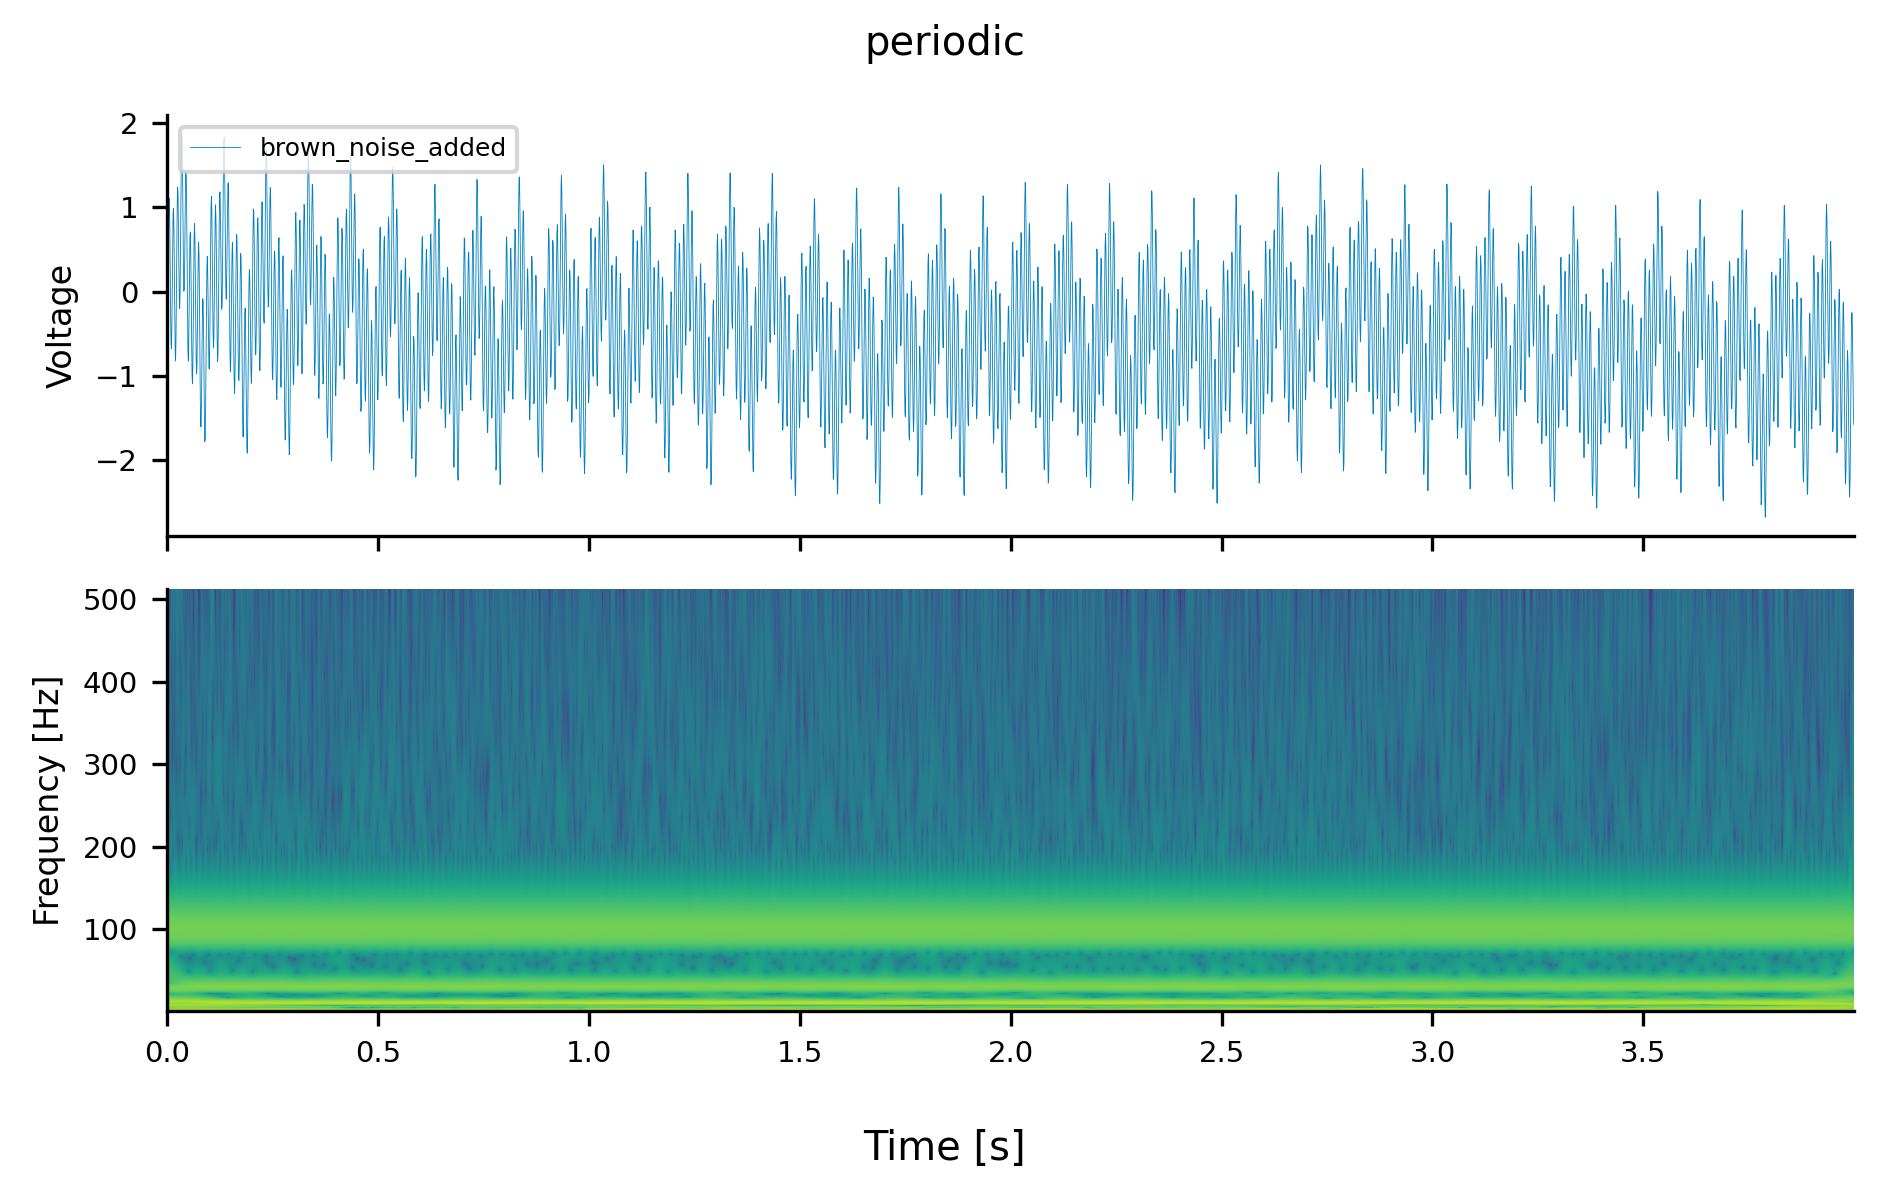 periodic
2
brown_noise_added
1
0
−1
−2
Voltage
500
400
300
200
100
Frequency [Hz]
0.0 0.5 1.0 1.5 2.0 2.5 3.0 3.5
Time [s]